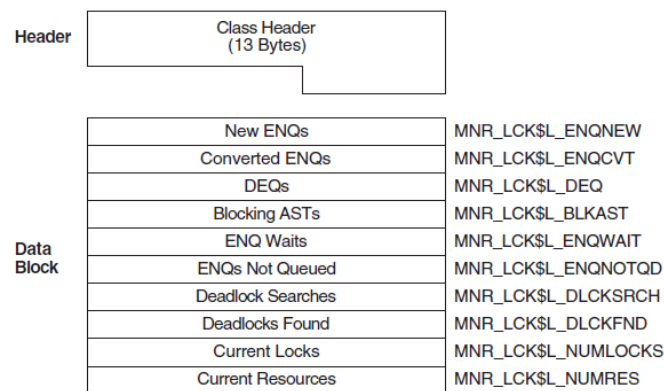 Header
Class Header
(13 Bytes)
New ENQs MNR_LCK$L_ENQNEW
Converted ENQs MNR_LCK$L_ENQCVT
DEQs MNR_LCK$L_DEQ
Blocking ASTs MNR_LCK$L_BLKAST
Data
Block
ENQ Waits MNR_LCK$L_ENQWAIT
ENQs Not Queued MNR_LCK$L_ENQNOTQD
Deadlock Searches MNR_LCK$L_DLCKSRCH
Deadlocks Found MNR_LCK$L_DLCKFND
Current Locks MNR_LCK$L_NUMLOCKS
Current Resources MNR_LCK$L_NUMRES